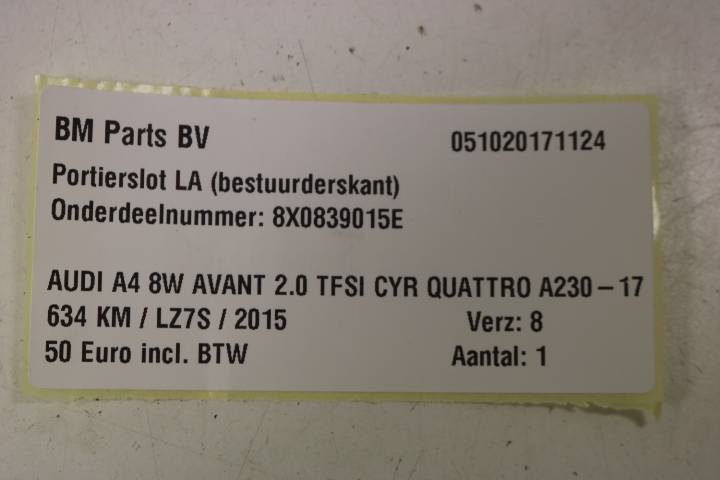 BM Parts BV 051020171124
Portierslot LA (bestuurderskant)
Onderdeelnummer: 8X0839015E
AUDI A4 8W AVANT 2.0 TFSI CYR QUATTRO A230-17
634 KM / LZ7S / 2015 Verz: 8
50 Euro incl. BTW Aantal: 1